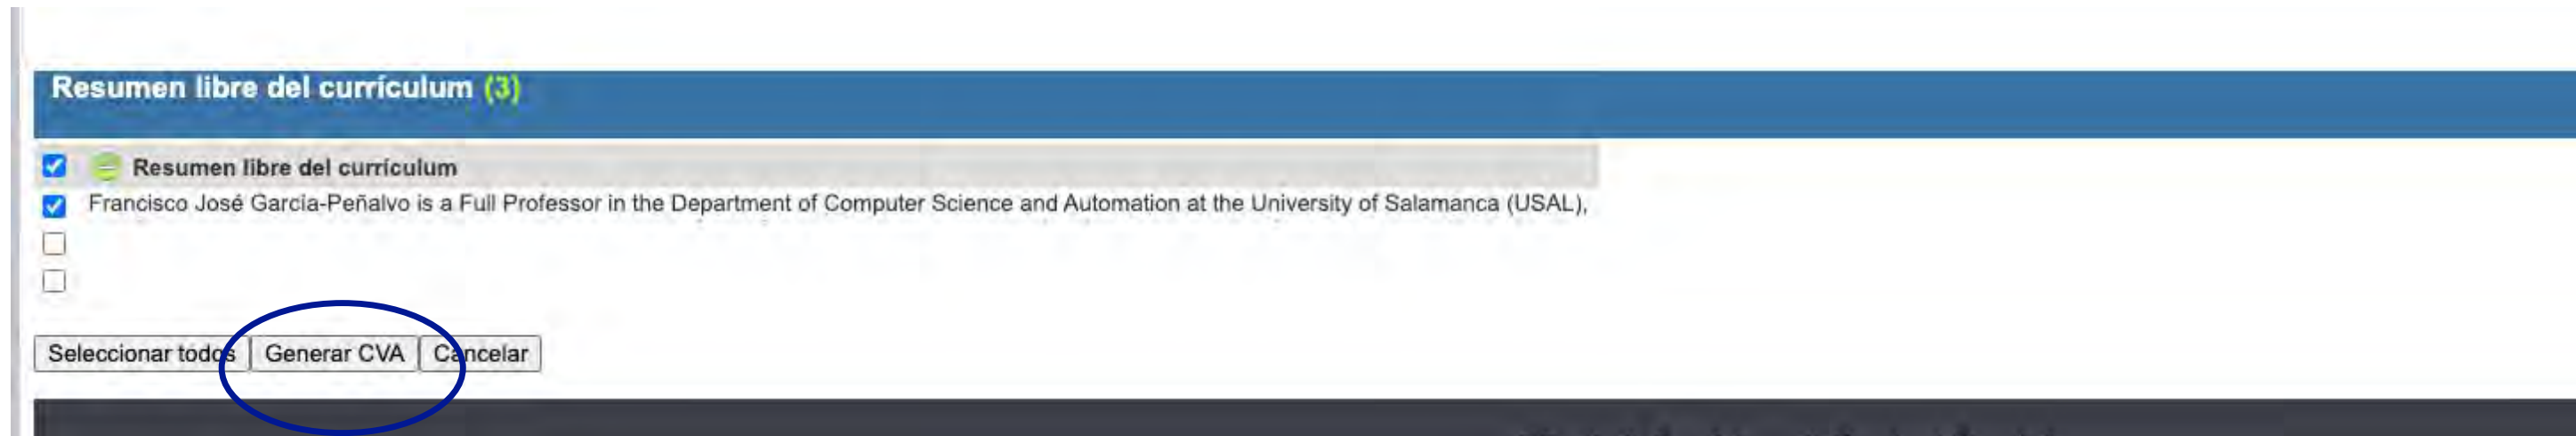 Resumen libre del currículum (3)
Resumen libre del currículum
Francisco José García-Peñalvo is a Full Professor in the Department of Computer Science and Automation at the University of Salamanca (USAL),
Seleccionar todos Generar CVA Cancelar